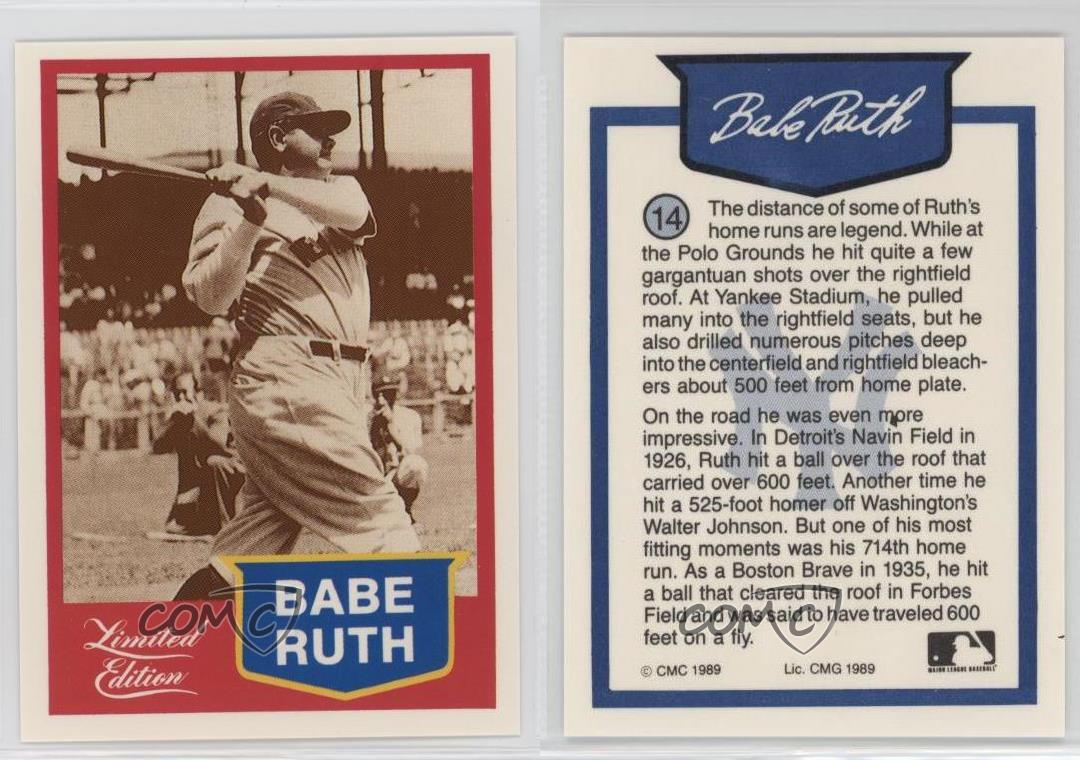 BABE
RUTH
Limited
Edition
COMC
Babe Ruth
14
The distance of some of Ruth's
home runs are legend. While at
the Polo Grounds he hit quite a few
gargantuan shots over the rightfield
roof. At Yankee Stadium, he pulled
many into the rightfield seats, but he
also drilled numerous pitches deep
into the centerfield and rightfield bleach-
ers about 500 feet from home plate.
On the road he was even more
impressive. In Detroit's Navin Field in
1926, Ruth hit a ball over the roof that
carried over 600 feet. Another time he
hit a 525-foot homer off Washington's
Walter Johnson. But one of his most
fitting moments was his 714th home
run. As a Boston Brave in 1935, he hit
a ball that cleared the roof in Forbes
Field and was said to have traveled 600
feet on a fly.
COMC
© CMC 1989
Lic. CMG 1989
MAJOR LEAGUE BASEBALL